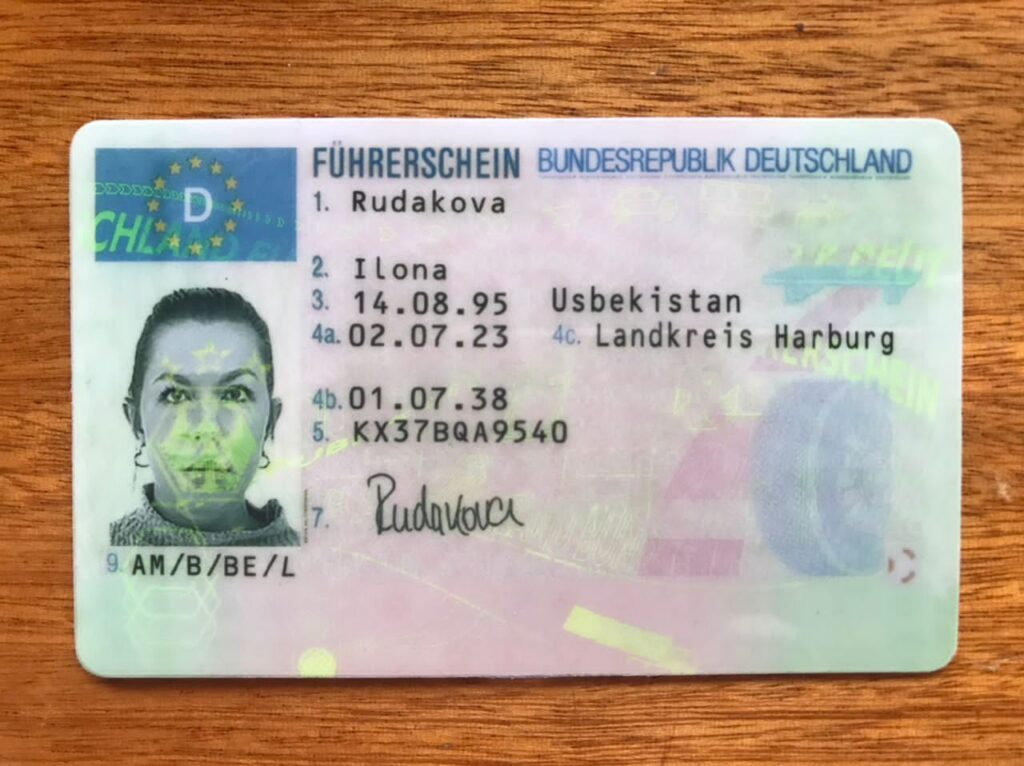 D
FÜHRERSCHEIN BUNDESREPUBLIK DEUTSCHLAND
1. Rudakova
2. Ilona
3. 14.08.95 Usbekistan
4a. 02.07.23 4c. Landkreis Harburg
4b. 01.07.38
5. KX37BQA9540
7. Rudakova
9. AM/B/BE/L